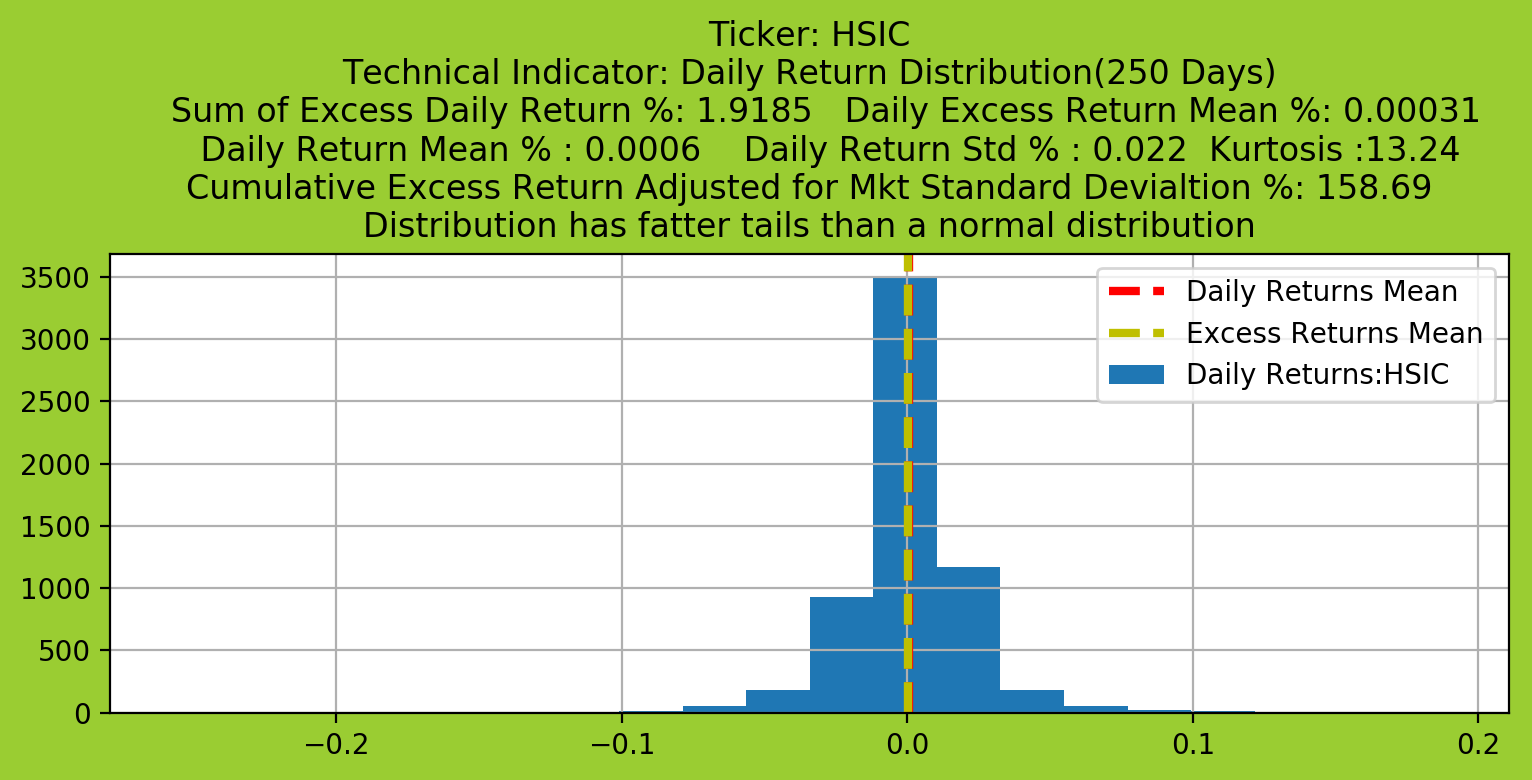 Ticker: HSIC
Technical Indicator: Daily Return Distribution(250 Days)
Sum of Excess Daily Return %: 1.9185   Daily Excess Return Mean %: 0.00031
Daily Return Mean % : 0.0006    Daily Return Std % : 0.022  Kurtosis :13.24
Cumulative Excess Return Adjusted for Mkt Standard Devialtion %: 158.69
Distribution has fatter tails than a normal distribution
3500
3000
2500
2000
1500
1000
500
0
Daily Returns Mean
Excess Returns Mean
Daily Returns:HSIC
−0.2 −0.1 0.0 0.1 0.2